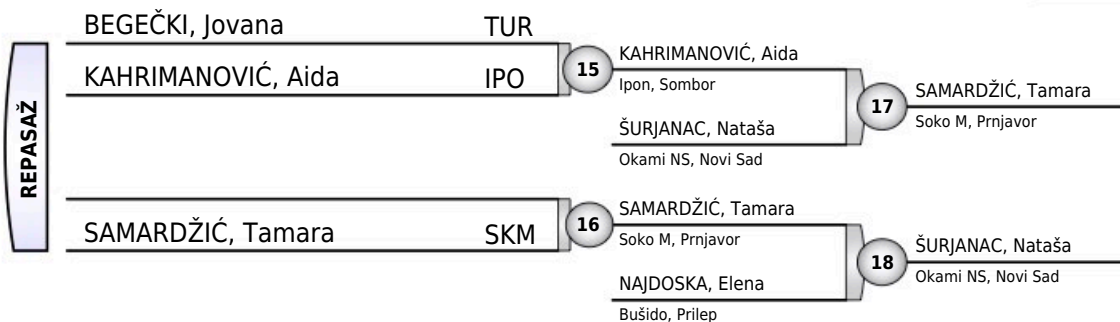 REPASAŽ
BEGEČKI, Jovana TUR
KAHRIMANOVIĆ, Aida IPO
15
KAHRIMANOVIĆ, Aida
Ipon, Sombor
ŠURJANAC, Nataša
Okami NS, Novi Sad
17
SAMARDŽIĆ, Tamara
Soko M, Prnjavor
SAMARDŽIĆ, Tamara SKM
16
SAMARDŽIĆ, Tamara
Soko M, Prnjavor
NAJDOSKA, Elena
Bušido, Prilep
18
ŠURJANAC, Nataša
Okami NS, Novi Sad